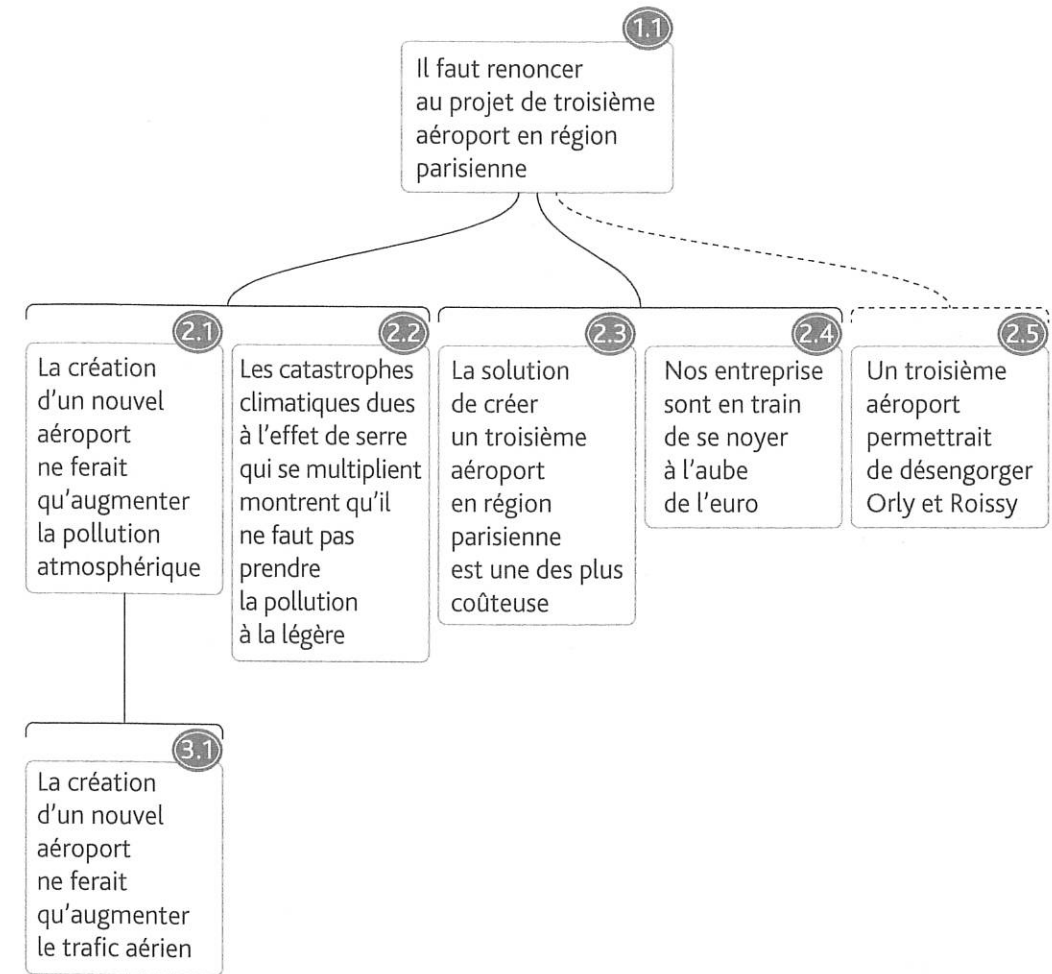 1.1
Il faut renoncer
au projet de troisième
aéroport en région
parisienne
2.1
La création
d'un nouvel
aéroport
ne ferait
qu'augmenter
la pollution
atmosphérique
2.2
Les catastrophes
climatiques dues
à l'effet de serre
qui se multiplient
montrent qu'il
ne faut pas
prendre
la pollution
à la légère
2.3
La solution
de créer
un troisième
aéroport
en région
parisienne
est une des plus
coûteuse
2.4
Nos entreprise
sont en train
de se noyer
à l'aube
de l'euro
2.5
Un troisième
aéroport
permettrait
de désengorger
Orly et Roissy
3.1
La création
d'un nouvel
aéroport
ne ferait
qu'augmenter
le trafic aérien